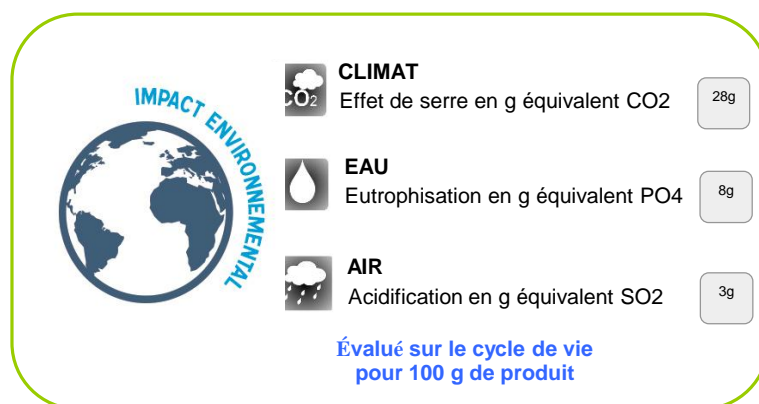 IMPACT ENVIRONNEMENTAL
CO2
CLIMAT
Effet de serre en g équivalent CO2
28g
EAU
Eutrophisation en g équivalent PO4
8g
AIR
Acidification en g équivalent SO2
3g
Évalué sur le cycle de vie
pour 100 g de produit